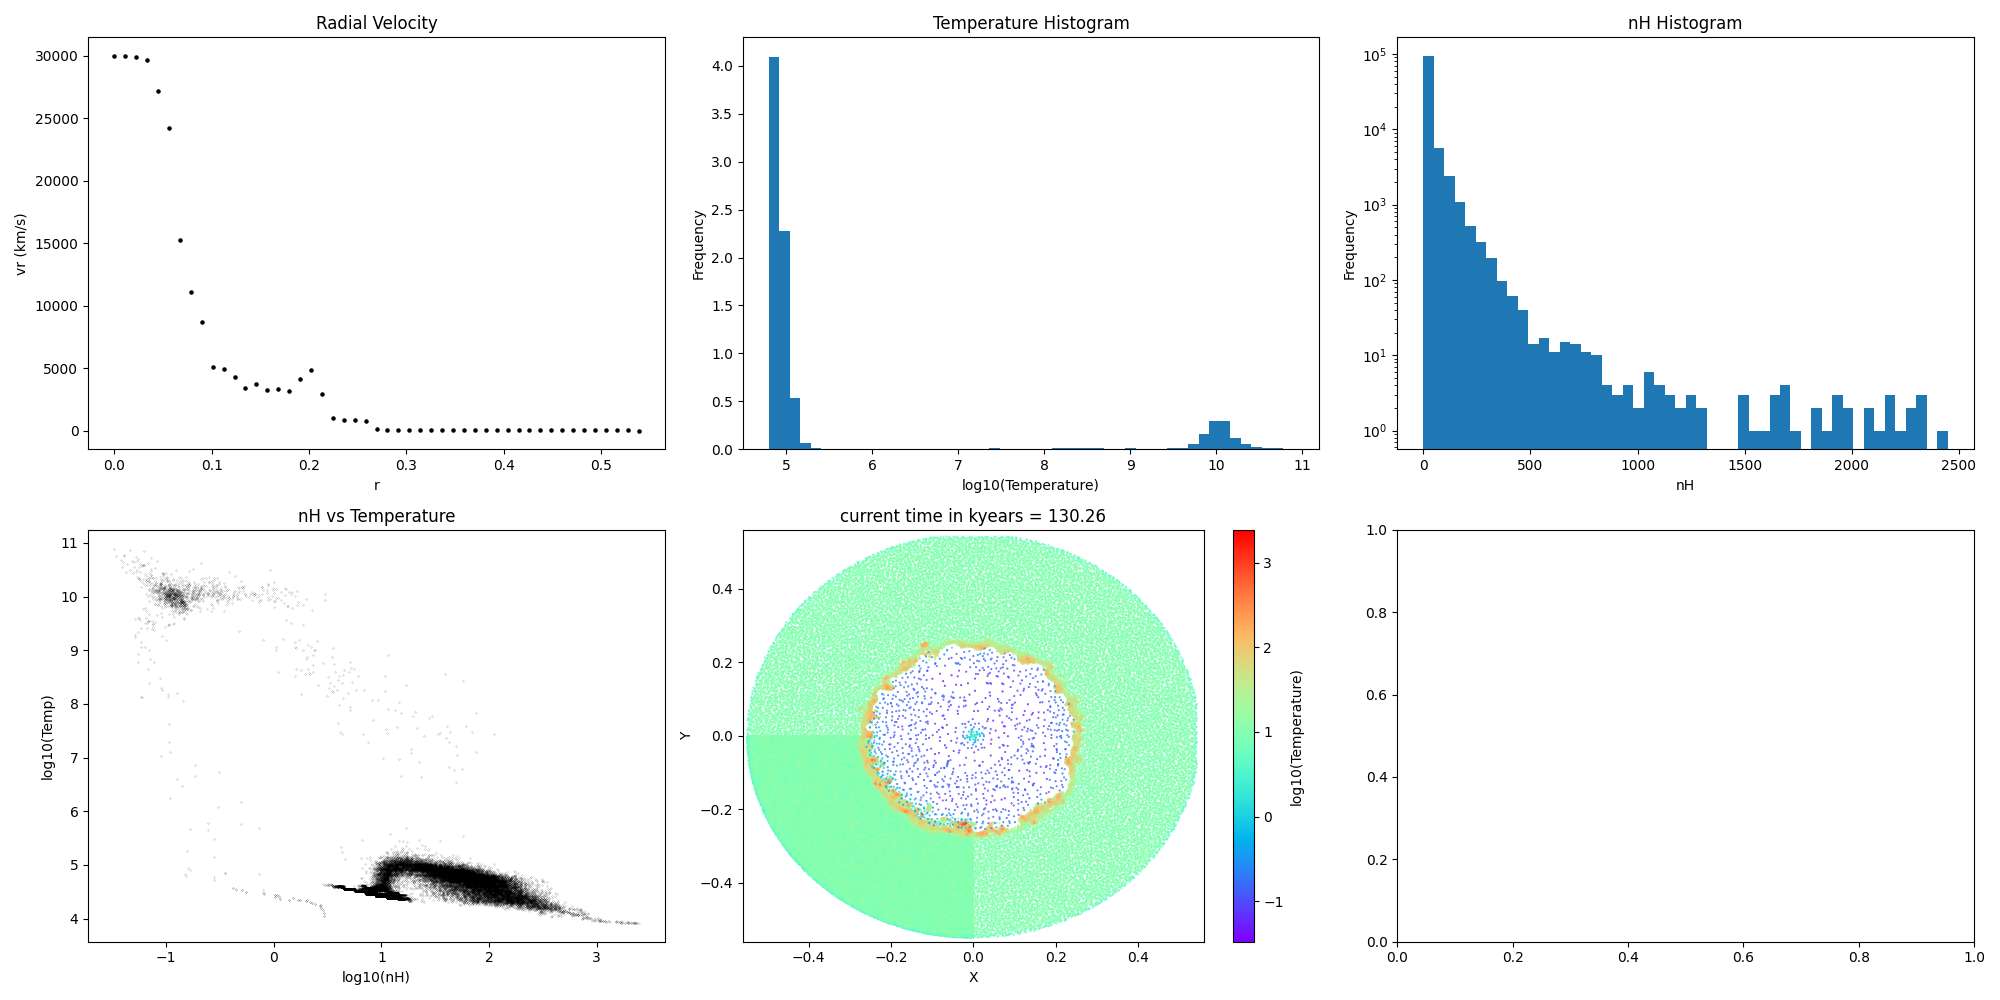 Radial Velocity
30000
25000
20000
15000
10000
5000
0
vr (km/s)
0.0 0.1 0.2 0.3 0.4 0.5
r
Temperature Histogram
4.0
3.5
3.0
2.5
2.0
1.5
1.0
0.5
0.0
Frequency
5 6 7 8 9 10 11
log10(Temperature)
nH Histogram
10⁵
10⁴
10³
10²
10¹
10⁰
Frequency
0 500 1000 1500 2000 2500
nH
nH vs Temperature
11
10
9
8
7
6
5
4
log10(Temp)
−1 0 1 2 3
log10(nH)
current time in kyears = 130.26
0.4
0.2
0.0
−0.2
−0.4
Y
−0.4 −0.2 0.0 0.2 0.4
X
3
2
1
0
−1
log10(Temperature)
1.0
0.8
0.6
0.4
0.2
0.0
0.0 0.2 0.4 0.6 0.8 1.0